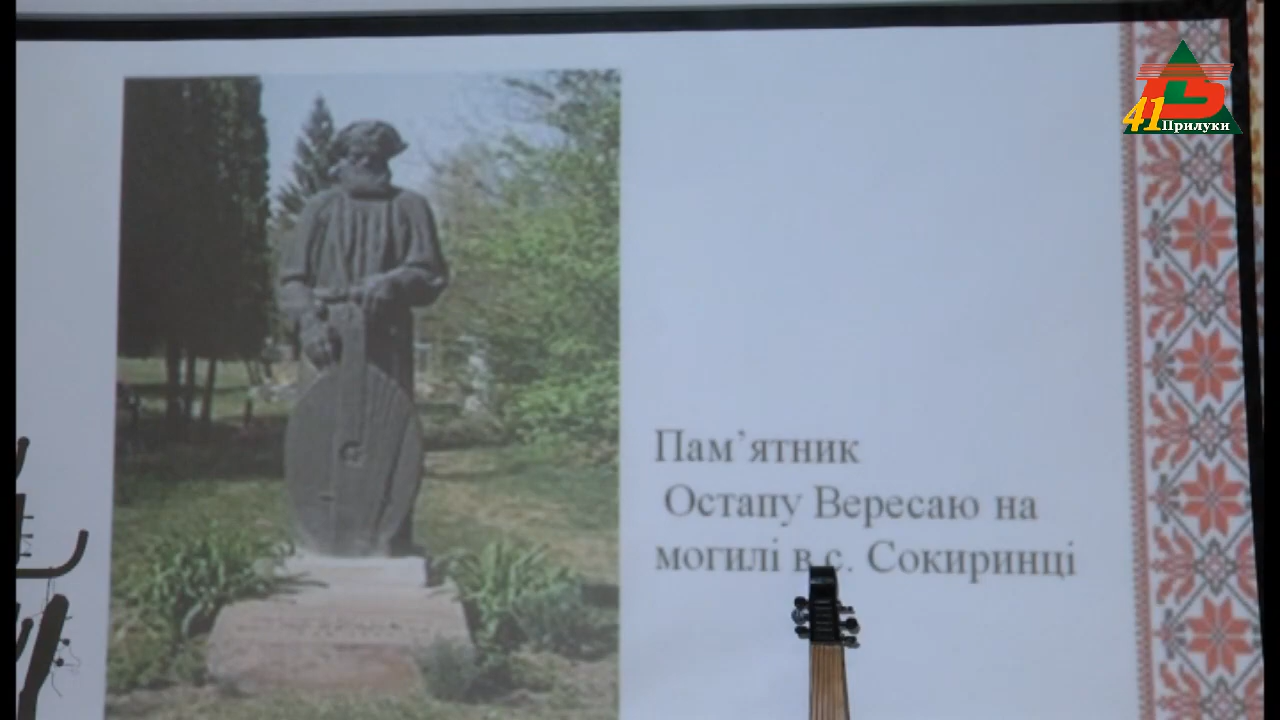 41
Прилуки
Пам’ятник
Остапу Вересаю на
могилі в с. Сокиринці